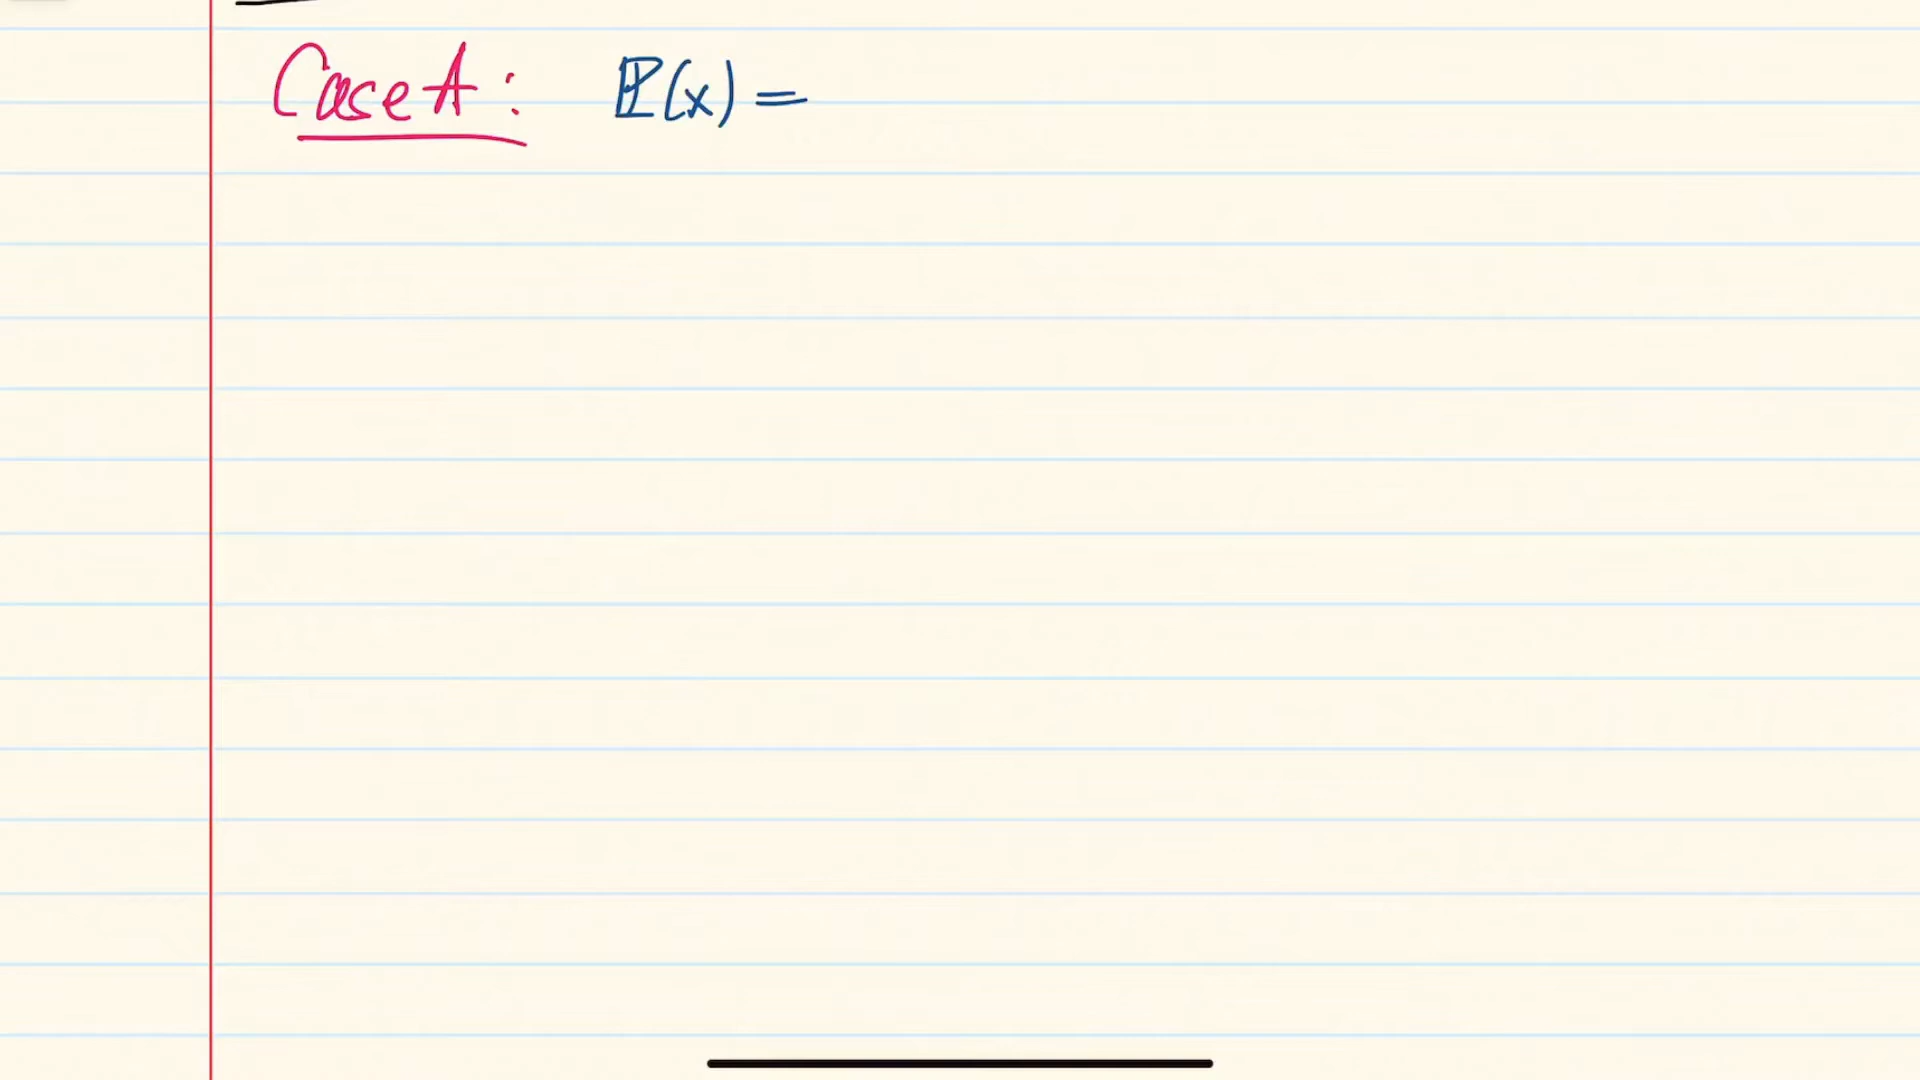 Case A: P(x) =